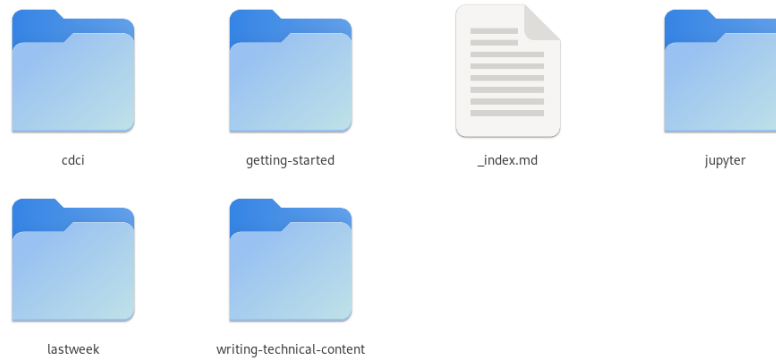 cdci
getting-started
_index.md
jupyter
lastweek
writing-technical-content